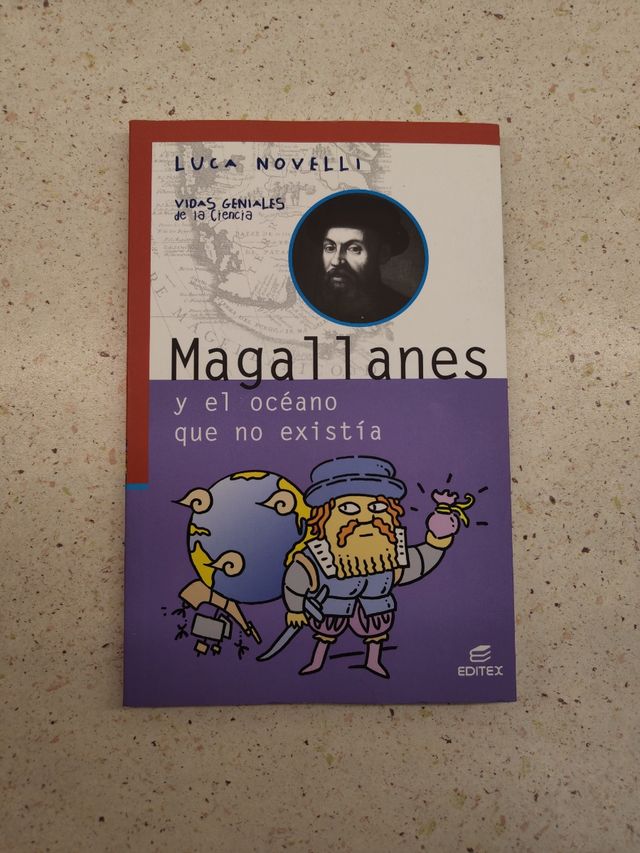 LUCA NOVELLI
VIDAS GENIALES
de la Ciencia
Magallanes
y el océano
que no existía
EDITEX